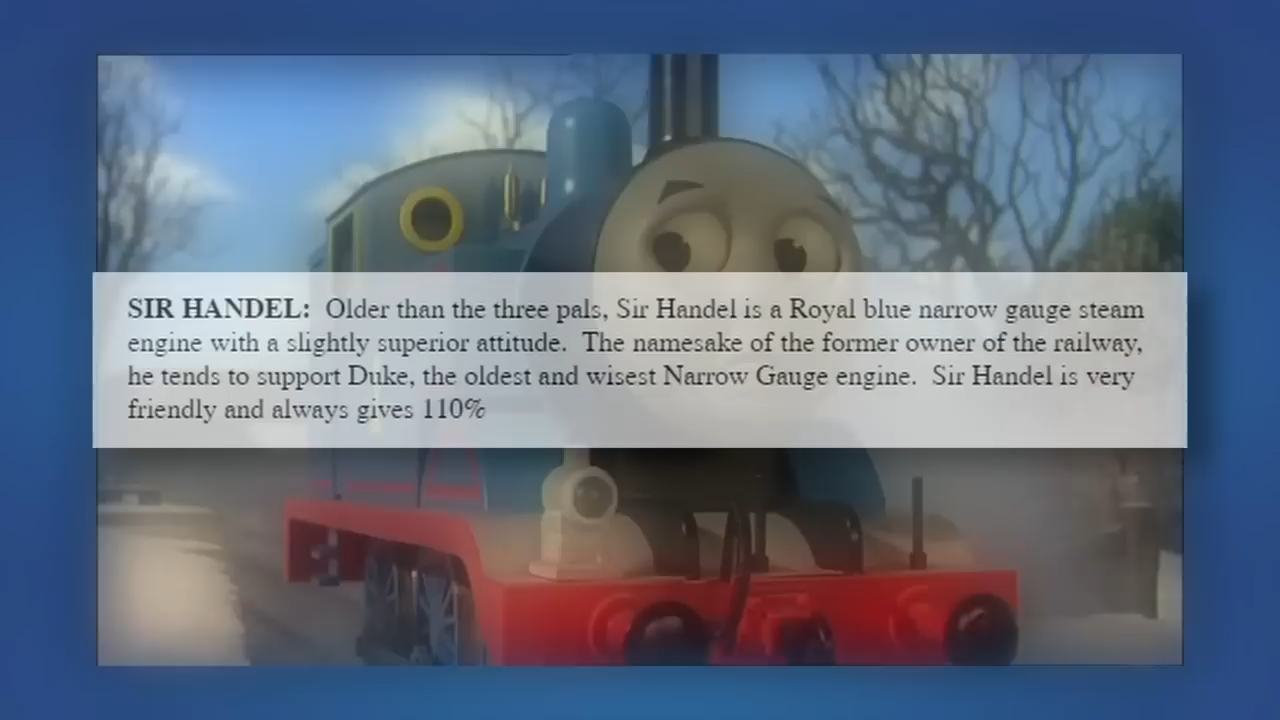 SIR HANDEL:  Older than the three pals, Sir Handel is a Royal blue narrow gauge steam
engine with a slightly superior attitude.  The namesake of the former owner of the railway,
he tends to support Duke, the oldest and wisest Narrow Gauge engine.  Sir Handel is very
friendly and always gives 110%